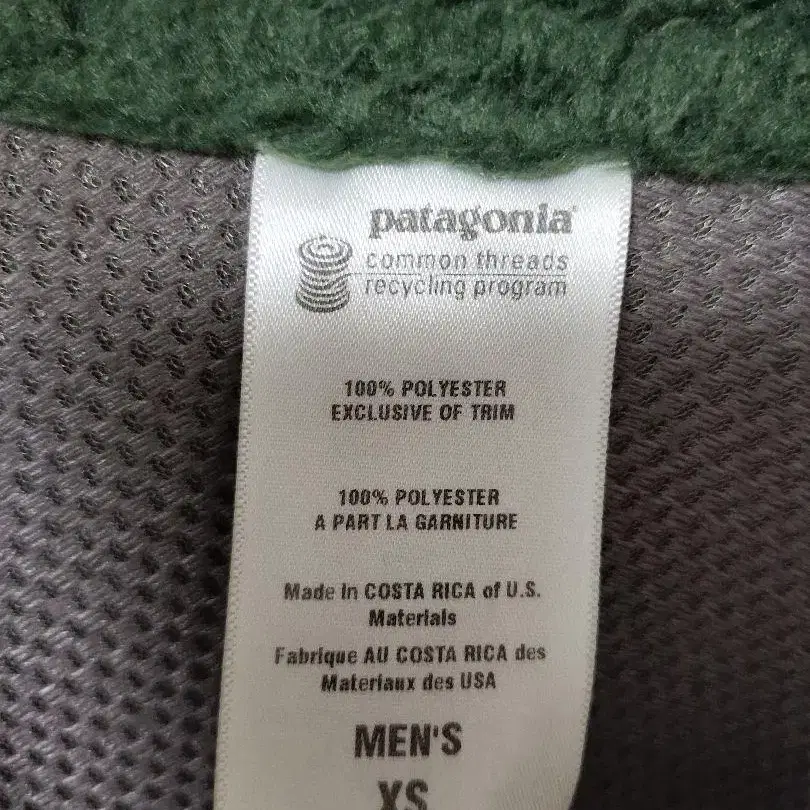 patagonia®
common threads
recycling program
100% POLYESTER
EXCLUSIVE OF TRIM
100% POLYESTER
A PART LA GARNITURE
Made in COSTA RICA of U.S.
Materials
Fabrique AU COSTA RICA des
Materiaux des USA
MEN'S
XS